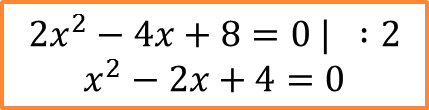 2x² − 4x + 8 = 0 | : 2
x² − 2x + 4 = 0